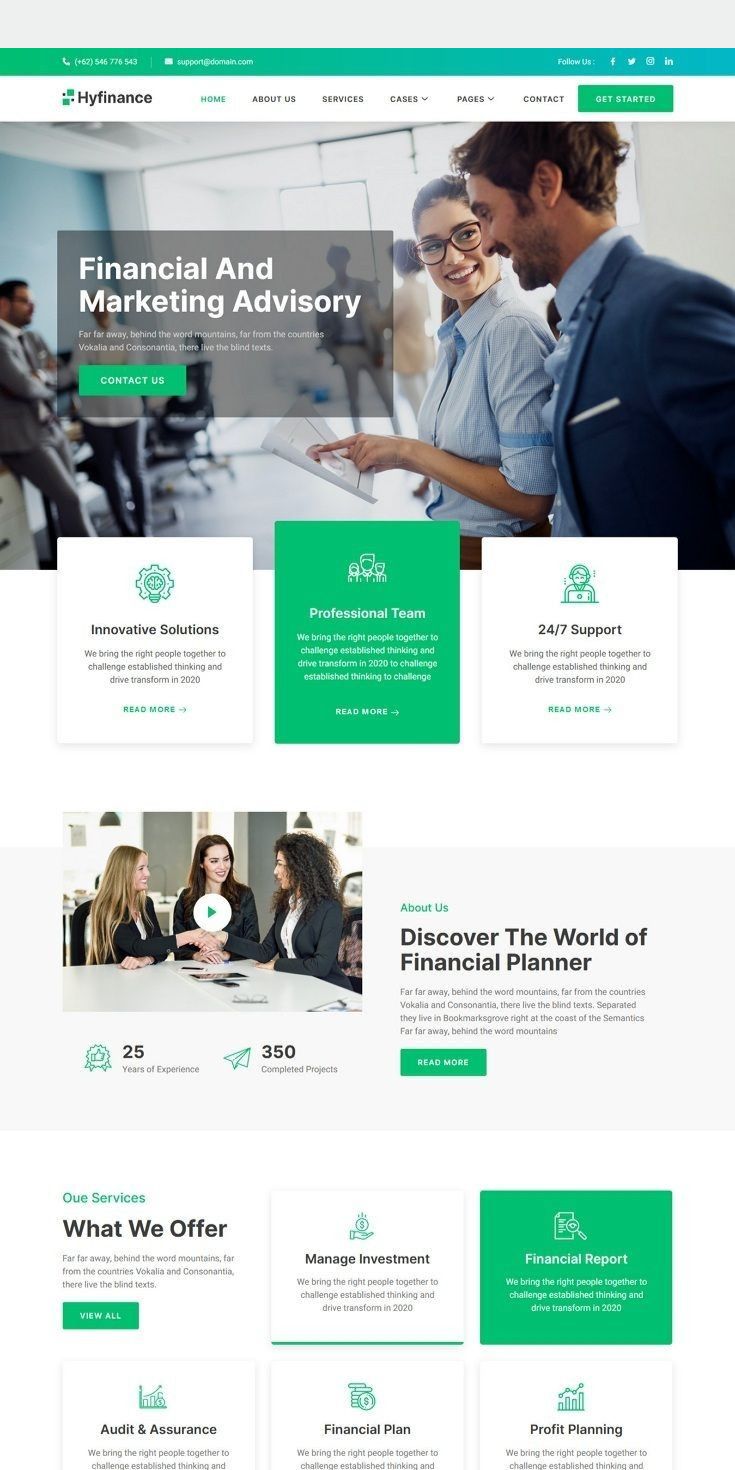 (+62) 546 776 543
support@domain.com
Follow Us :
Hyfinance
HOME
ABOUT US
SERVICES
CASES
PAGES
CONTACT
GET STARTED
Financial And
Marketing Advisory
Far far away, behind the word mountains, far from the countries
Vokalia and Consonantia, there live the blind texts.
CONTACT US
Innovative Solutions
We bring the right people together to
challenge established thinking and
drive transform in 2020
READ MORE →
Professional Team
We bring the right people together to
challenge established thinking and
drive transform in 2020 to challenge
established thinking to challenge
READ MORE →
24/7 Support
We bring the right people together to
challenge established thinking and
drive transform in 2020
READ MORE →
About Us
Discover The World of
Financial Planner
Far far away, behind the word mountains, far from the countries
Vokalia and Consonantia, there live the blind texts. Separated
they live in Bookmarksgrove right at the coast of the Semantics
Far far away, behind the word mountains
READ MORE
25
Years of Experience
350
Completed Projects
Oue Services
What We Offer
Far far away, behind the word mountains, far
from the countries Vokalia and Consonantia,
there live the blind texts.
VIEW ALL
Manage Investment
We bring the right people together to
challenge established thinking and
drive transform in 2020
Financial Report
We bring the right people together to
challenge established thinking and
drive transform in 2020
Audit & Assurance
We bring the right people together to
challenge established thinking and
Financial Plan
We bring the right people together to
challenge established thinking and
Profit Planning
We bring the right people together to
challenge established thinking and